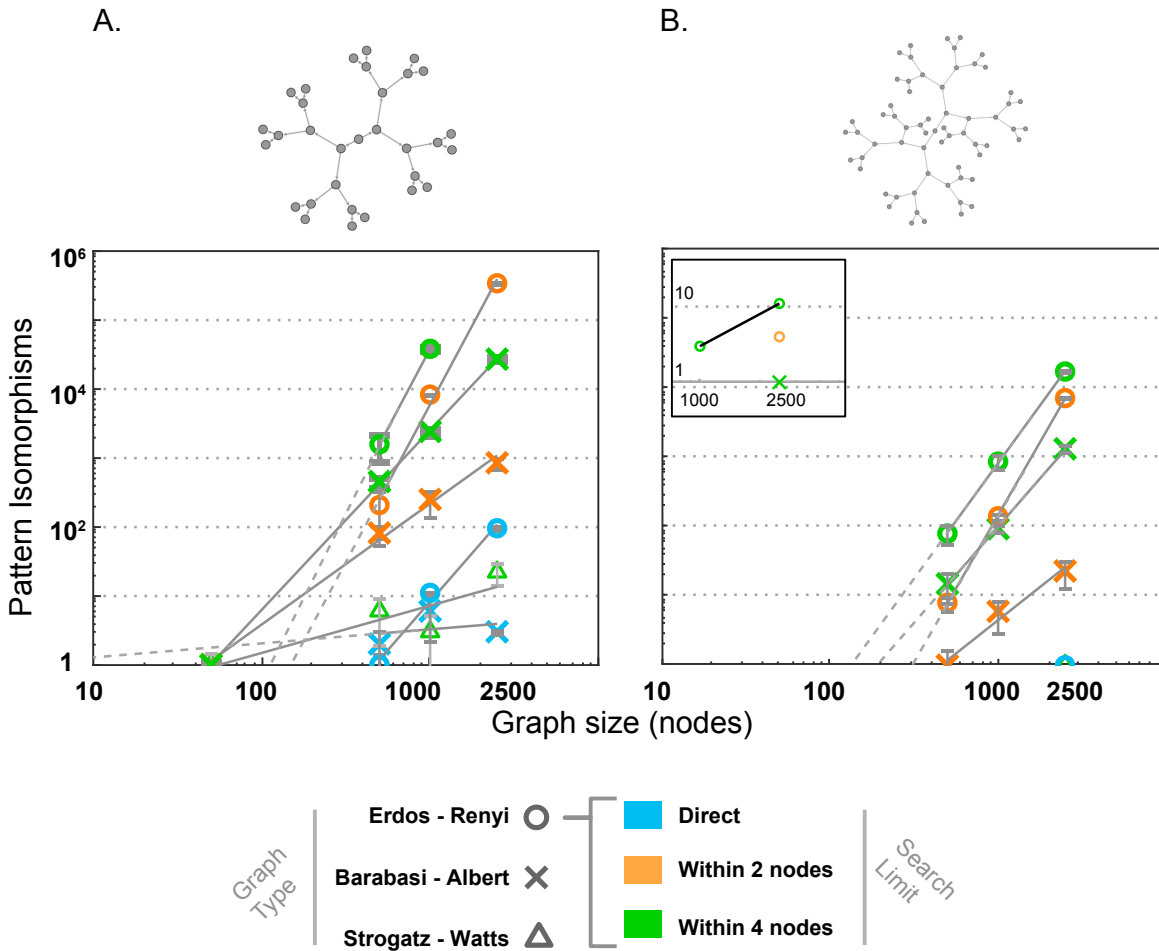 A.
B.
Pattern Isomorphisms
10^6
10^4
10^2
10
1
10
100
1000
2500
10
1
1000
2500
10
100
1000
2500
Graph size (nodes)
Graph Type
Erdos - Renyi
Barabasi - Albert
Strogatz - Watts
Direct
Within 2 nodes
Within 4 nodes
Search Limit